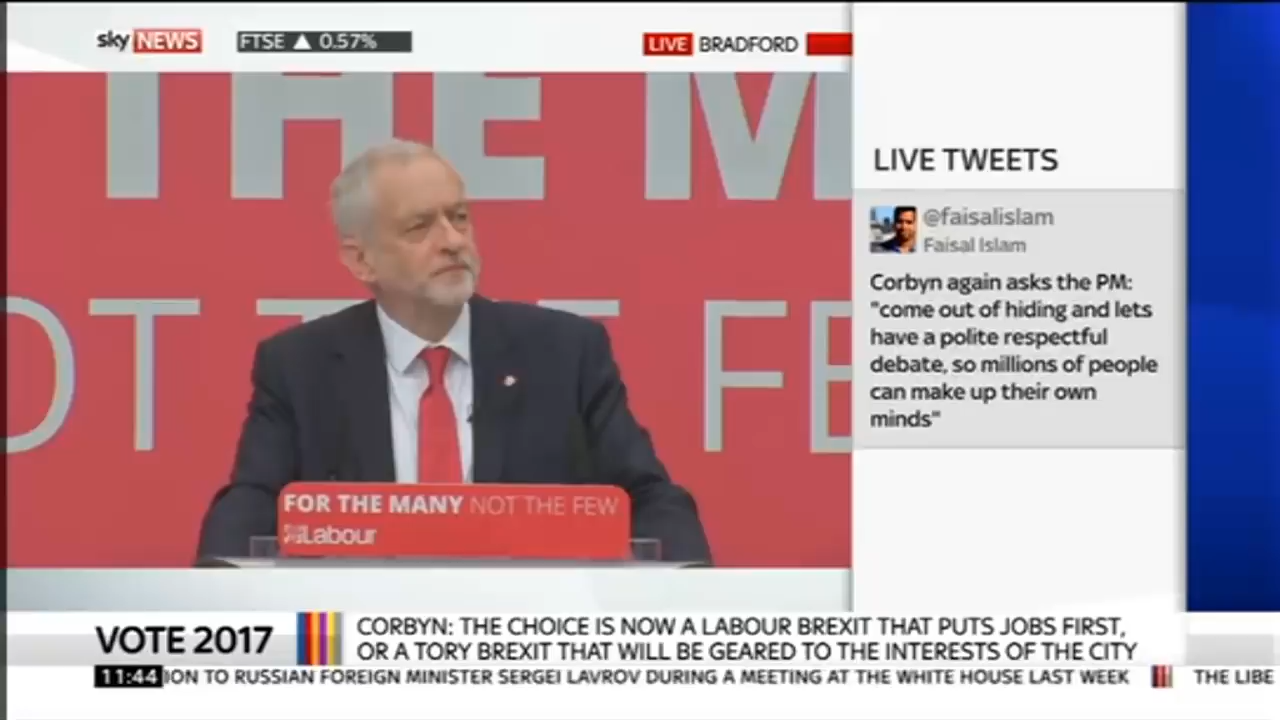 sky NEWS
FTSE ▲ 0.57%
LIVE BRADFORD
THE M
OT THE FE
FOR THE MANY NOT THE FEW
Labour
LIVE TWEETS
@faisalislam
Faisal Islam
Corbyn again asks the PM:
"come out of hiding and lets
have a polite respectful
debate, so millions of people
can make up their own
minds"
VOTE 2017
CORBYN: THE CHOICE IS NOW A LABOUR BREXIT THAT PUTS JOBS FIRST,
OR A TORY BREXIT THAT WILL BE GEARED TO THE INTERESTS OF THE CITY
11:44 ION TO RUSSIAN FOREIGN MINISTER SERGEI LAVROV DURING A MEETING AT THE WHITE HOUSE LAST WEEK THE LIBE